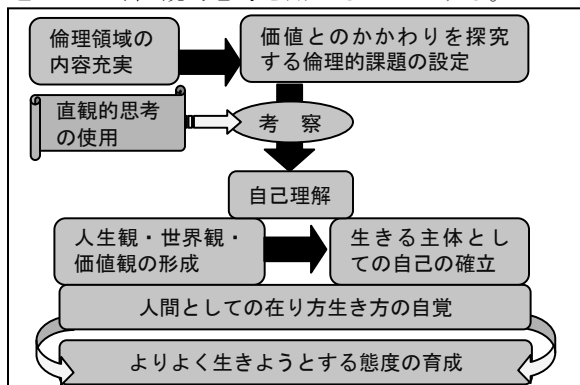 倫理領域の
内容充実
価値とのかかわりを探究
する倫理的課題の設定
直観的思考
の使用
考　察
自己理解
人生観・世界観・
価値観の形成
生きる主体とし
ての自己の確立
人間としての在り方生き方の自覚
よりよく生きようとする態度の育成